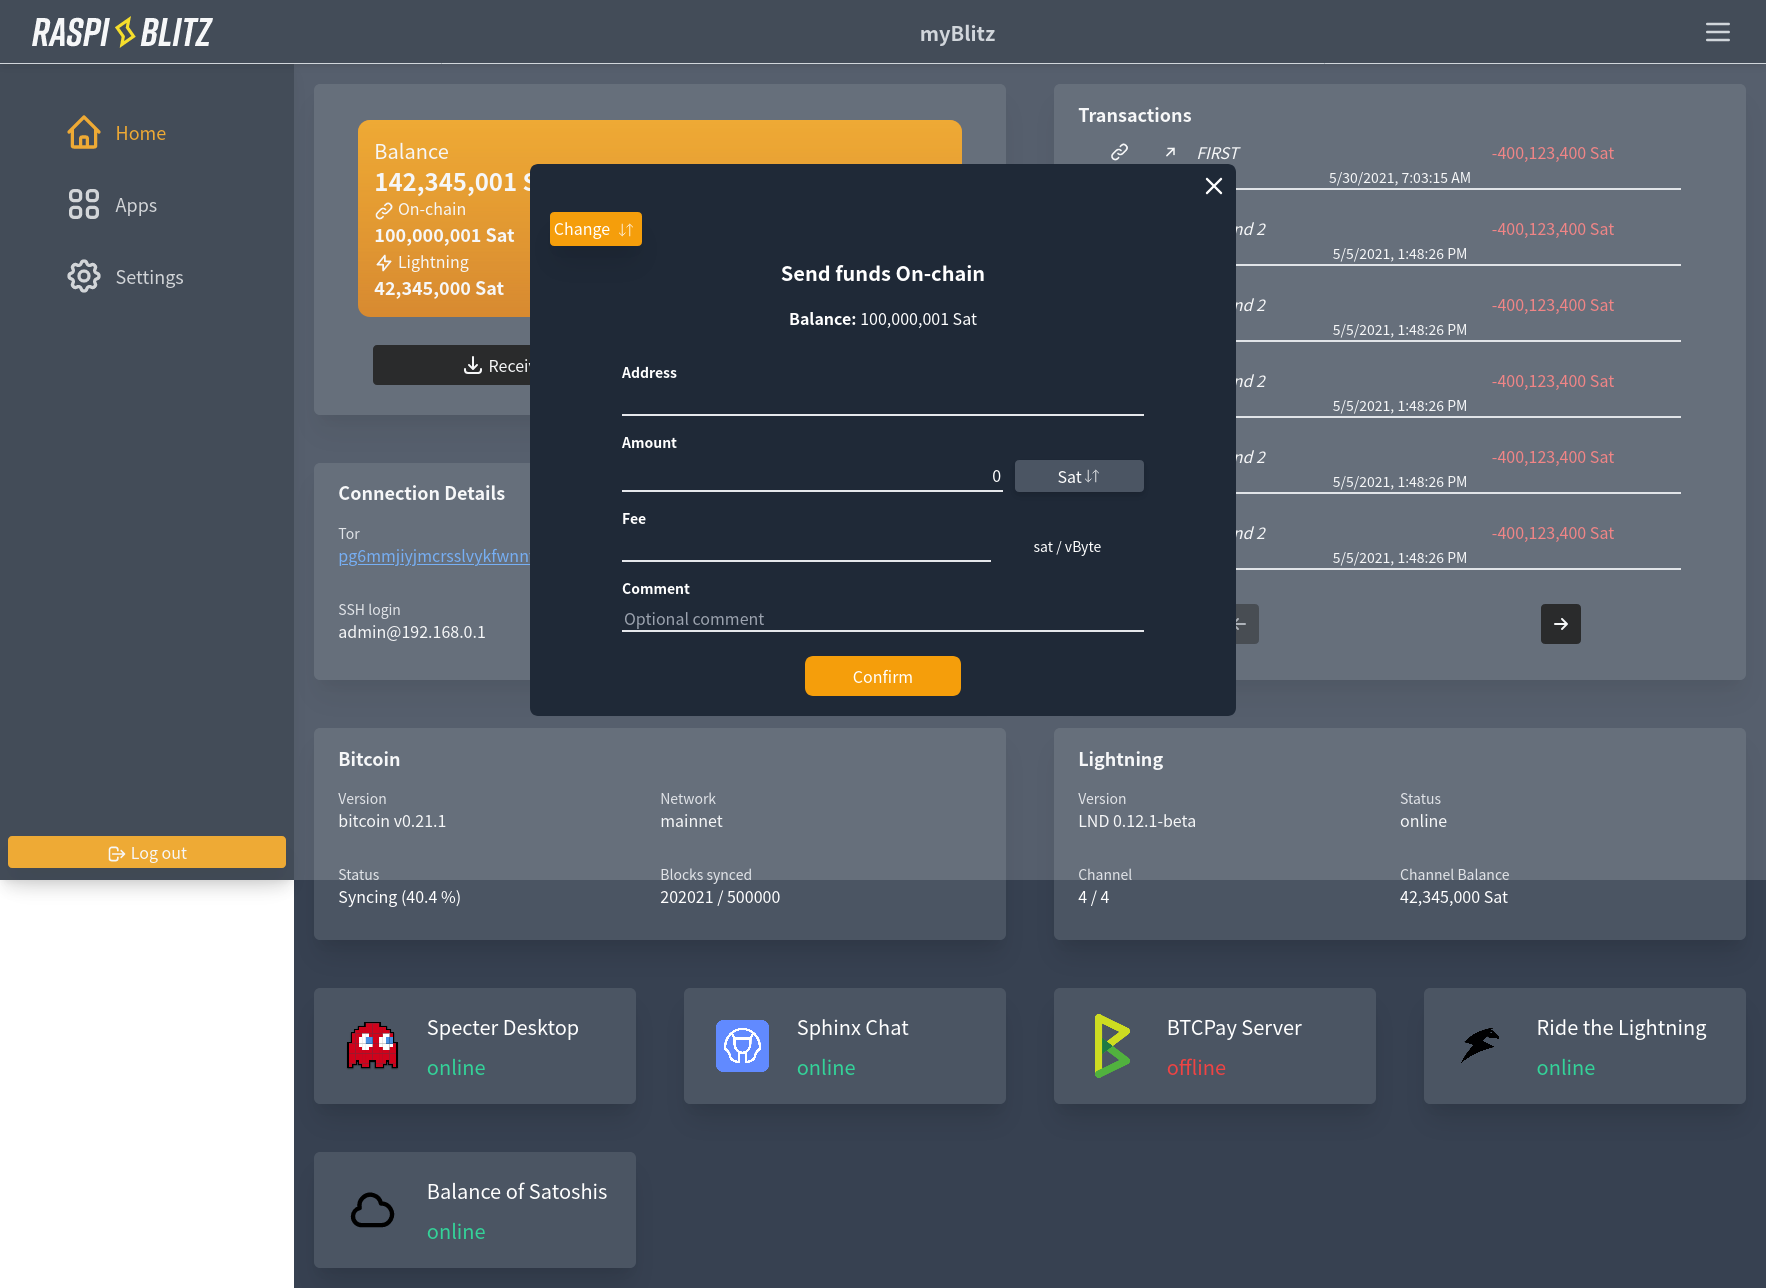 RASPI BLITZ
myBlitz
Home
Apps
Settings
Log out
Balance
142,345,001
On-chain
100,000,001 Sat
Lightning
42,345,000 Sat
Transactions
FIRST -400,123,400 Sat
5/30/2021, 7:03:15 AM
nd 2 -400,123,400 Sat
5/5/2021, 1:48:26 PM
nd 2 -400,123,400 Sat
5/5/2021, 1:48:26 PM
nd 2 -400,123,400 Sat
5/5/2021, 1:48:26 PM
nd 2 -400,123,400 Sat
5/5/2021, 1:48:26 PM
nd 2 -400,123,400 Sat
5/5/2021, 1:48:26 PM
Change
Send funds On-chain
Balance: 100,000,001 Sat
Address
Amount
0 Sat
Fee
sat / vByte
Comment
Optional comment
Confirm
Connection Details
Tor
pg6mmjiyjmcrsslvykfwnn
SSH login
admin@192.168.0.1
Bitcoin
Version Network
bitcoin v0.21.1 mainnet
Status Blocks synced
Syncing (40.4 %) 202021 / 500000
Lightning
Version Status
LND 0.12.1-beta online
Channel Channel Balance
4 / 4 42,345,000 Sat
Specter Desktop
online
Sphinx Chat
online
BTCPay Server
offline
Ride the Lightning
online
Balance of Satoshis
online